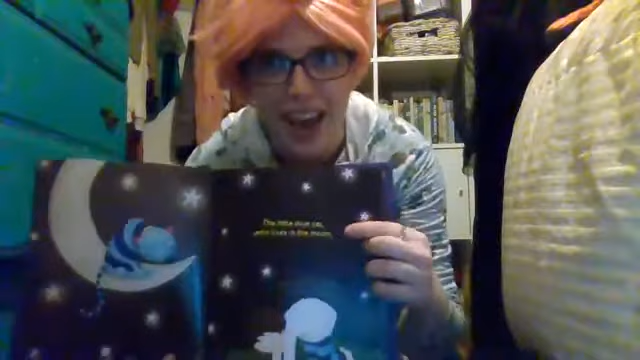 The little blue cat,
who lives in the moon,